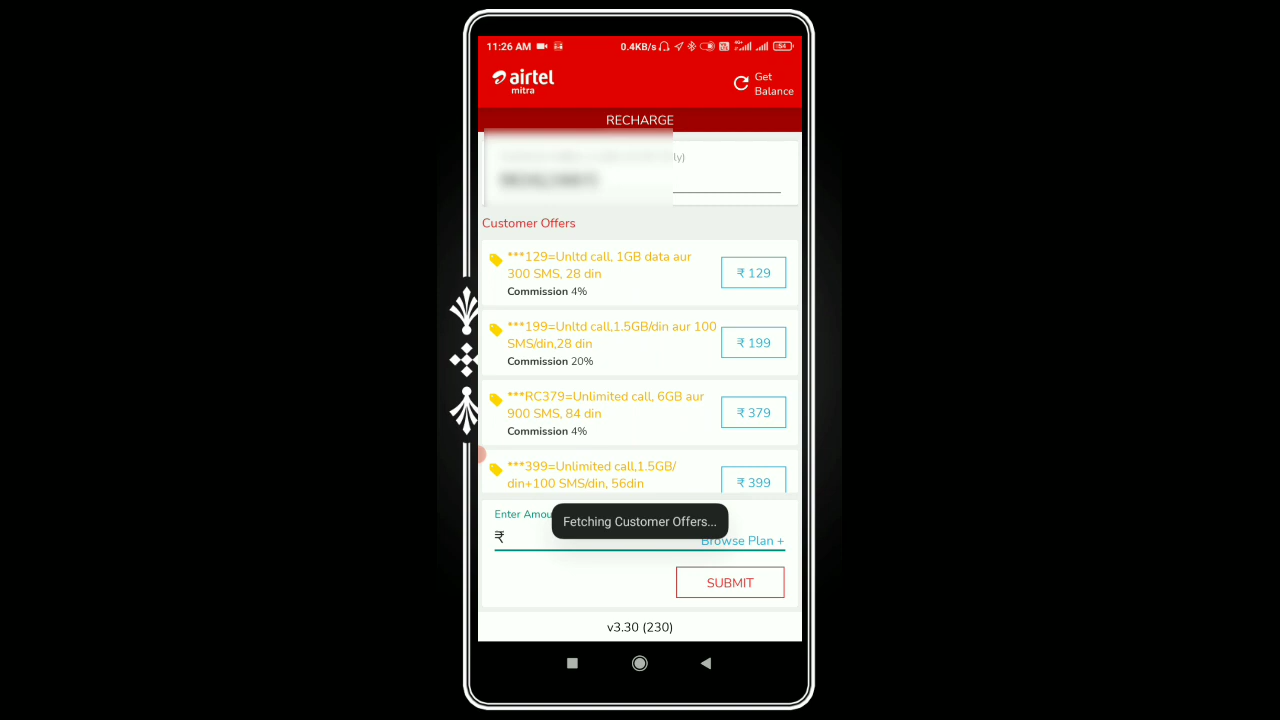 11:26 AM
0.4KB/s
54
airtel
mitra
Get
Balance
RECHARGE
ly)
Customer Offers
***129=Unltd call, 1GB data aur
300 SMS, 28 din
Commission 4%
₹ 129
***199=Unltd call,1.5GB/din aur 100
SMS/din,28 din
Commission 20%
₹ 199
***RC379=Unlimited call, 6GB aur
900 SMS, 84 din
Commission 4%
₹ 379
***399=Unlimited call,1.5GB/
din+100 SMS/din, 56din
₹ 399
Enter Amou
Fetching Customer Offers...
₹
Browse Plan +
SUBMIT
v3.30 (230)